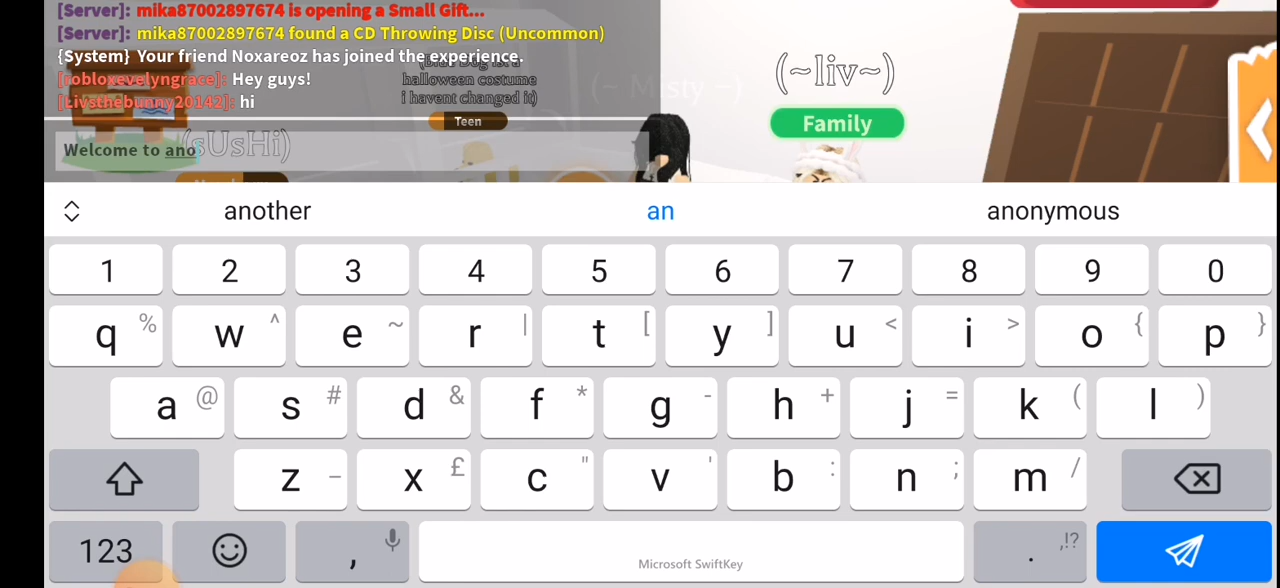 [Server]: mika87002897674 is opening a Small Gift...
[Server]: mika87002897674 found a CD Throwing Disc (Uncommon)
{System} Your friend Noxareoz has joined the experience.
[robloxevelyngrace]: Hey guys!
halloween costume
[Livsthebunny20142]: hi
i havent changed it)
(~ Misty ~)
(~liv~)
Teen
Family
Welcome to ano
(sUsHi)
another an anonymous
1 2 3 4 5 6 7 8 9 0
q % w ^ e ~ r | t [ y ] u < i > o { p }
a @ s # d & f * g - h + j = k ( l )
z _ x £ c " v ' b : n ; m /
123 , Microsoft SwiftKey . ,!?